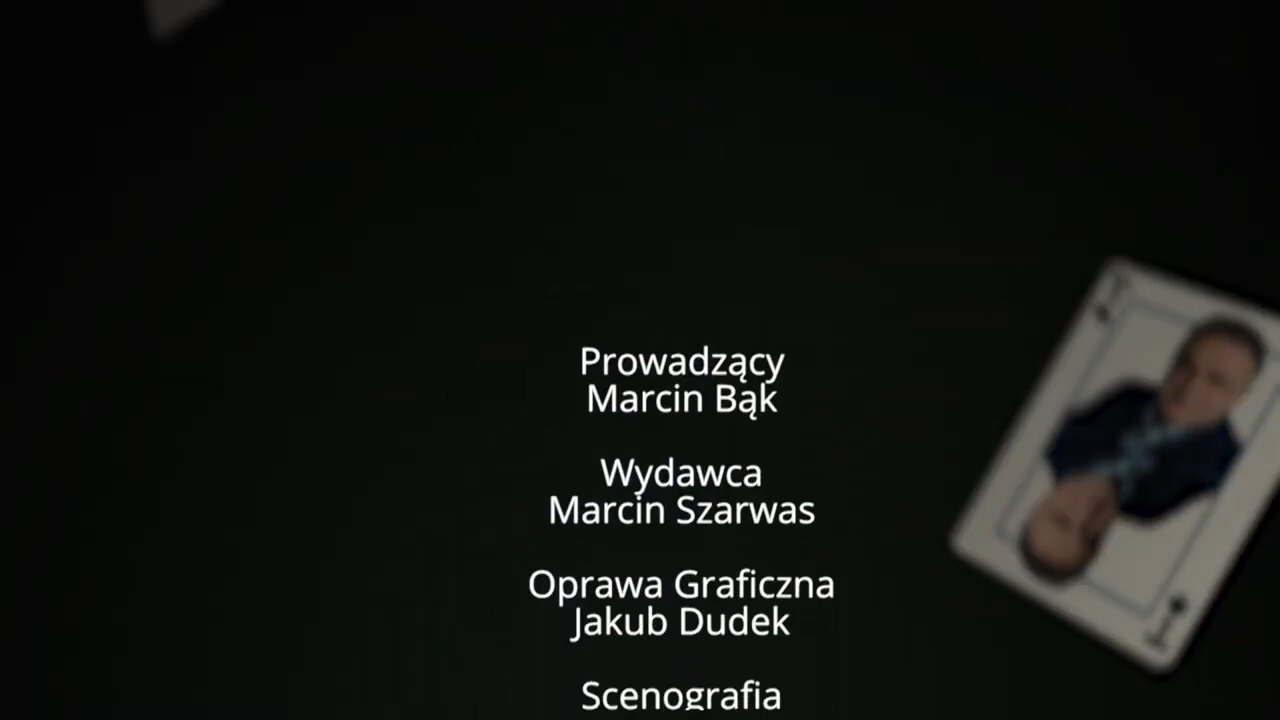 Prowadzący
Marcin Bąk
Wydawca
Marcin Szarwas
Oprawa Graficzna
Jakub Dudek
Scenografia